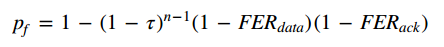 p_f = 1 − (1 − τ)^{n−1}(1 − FER_{data})(1 − FER_{ack})